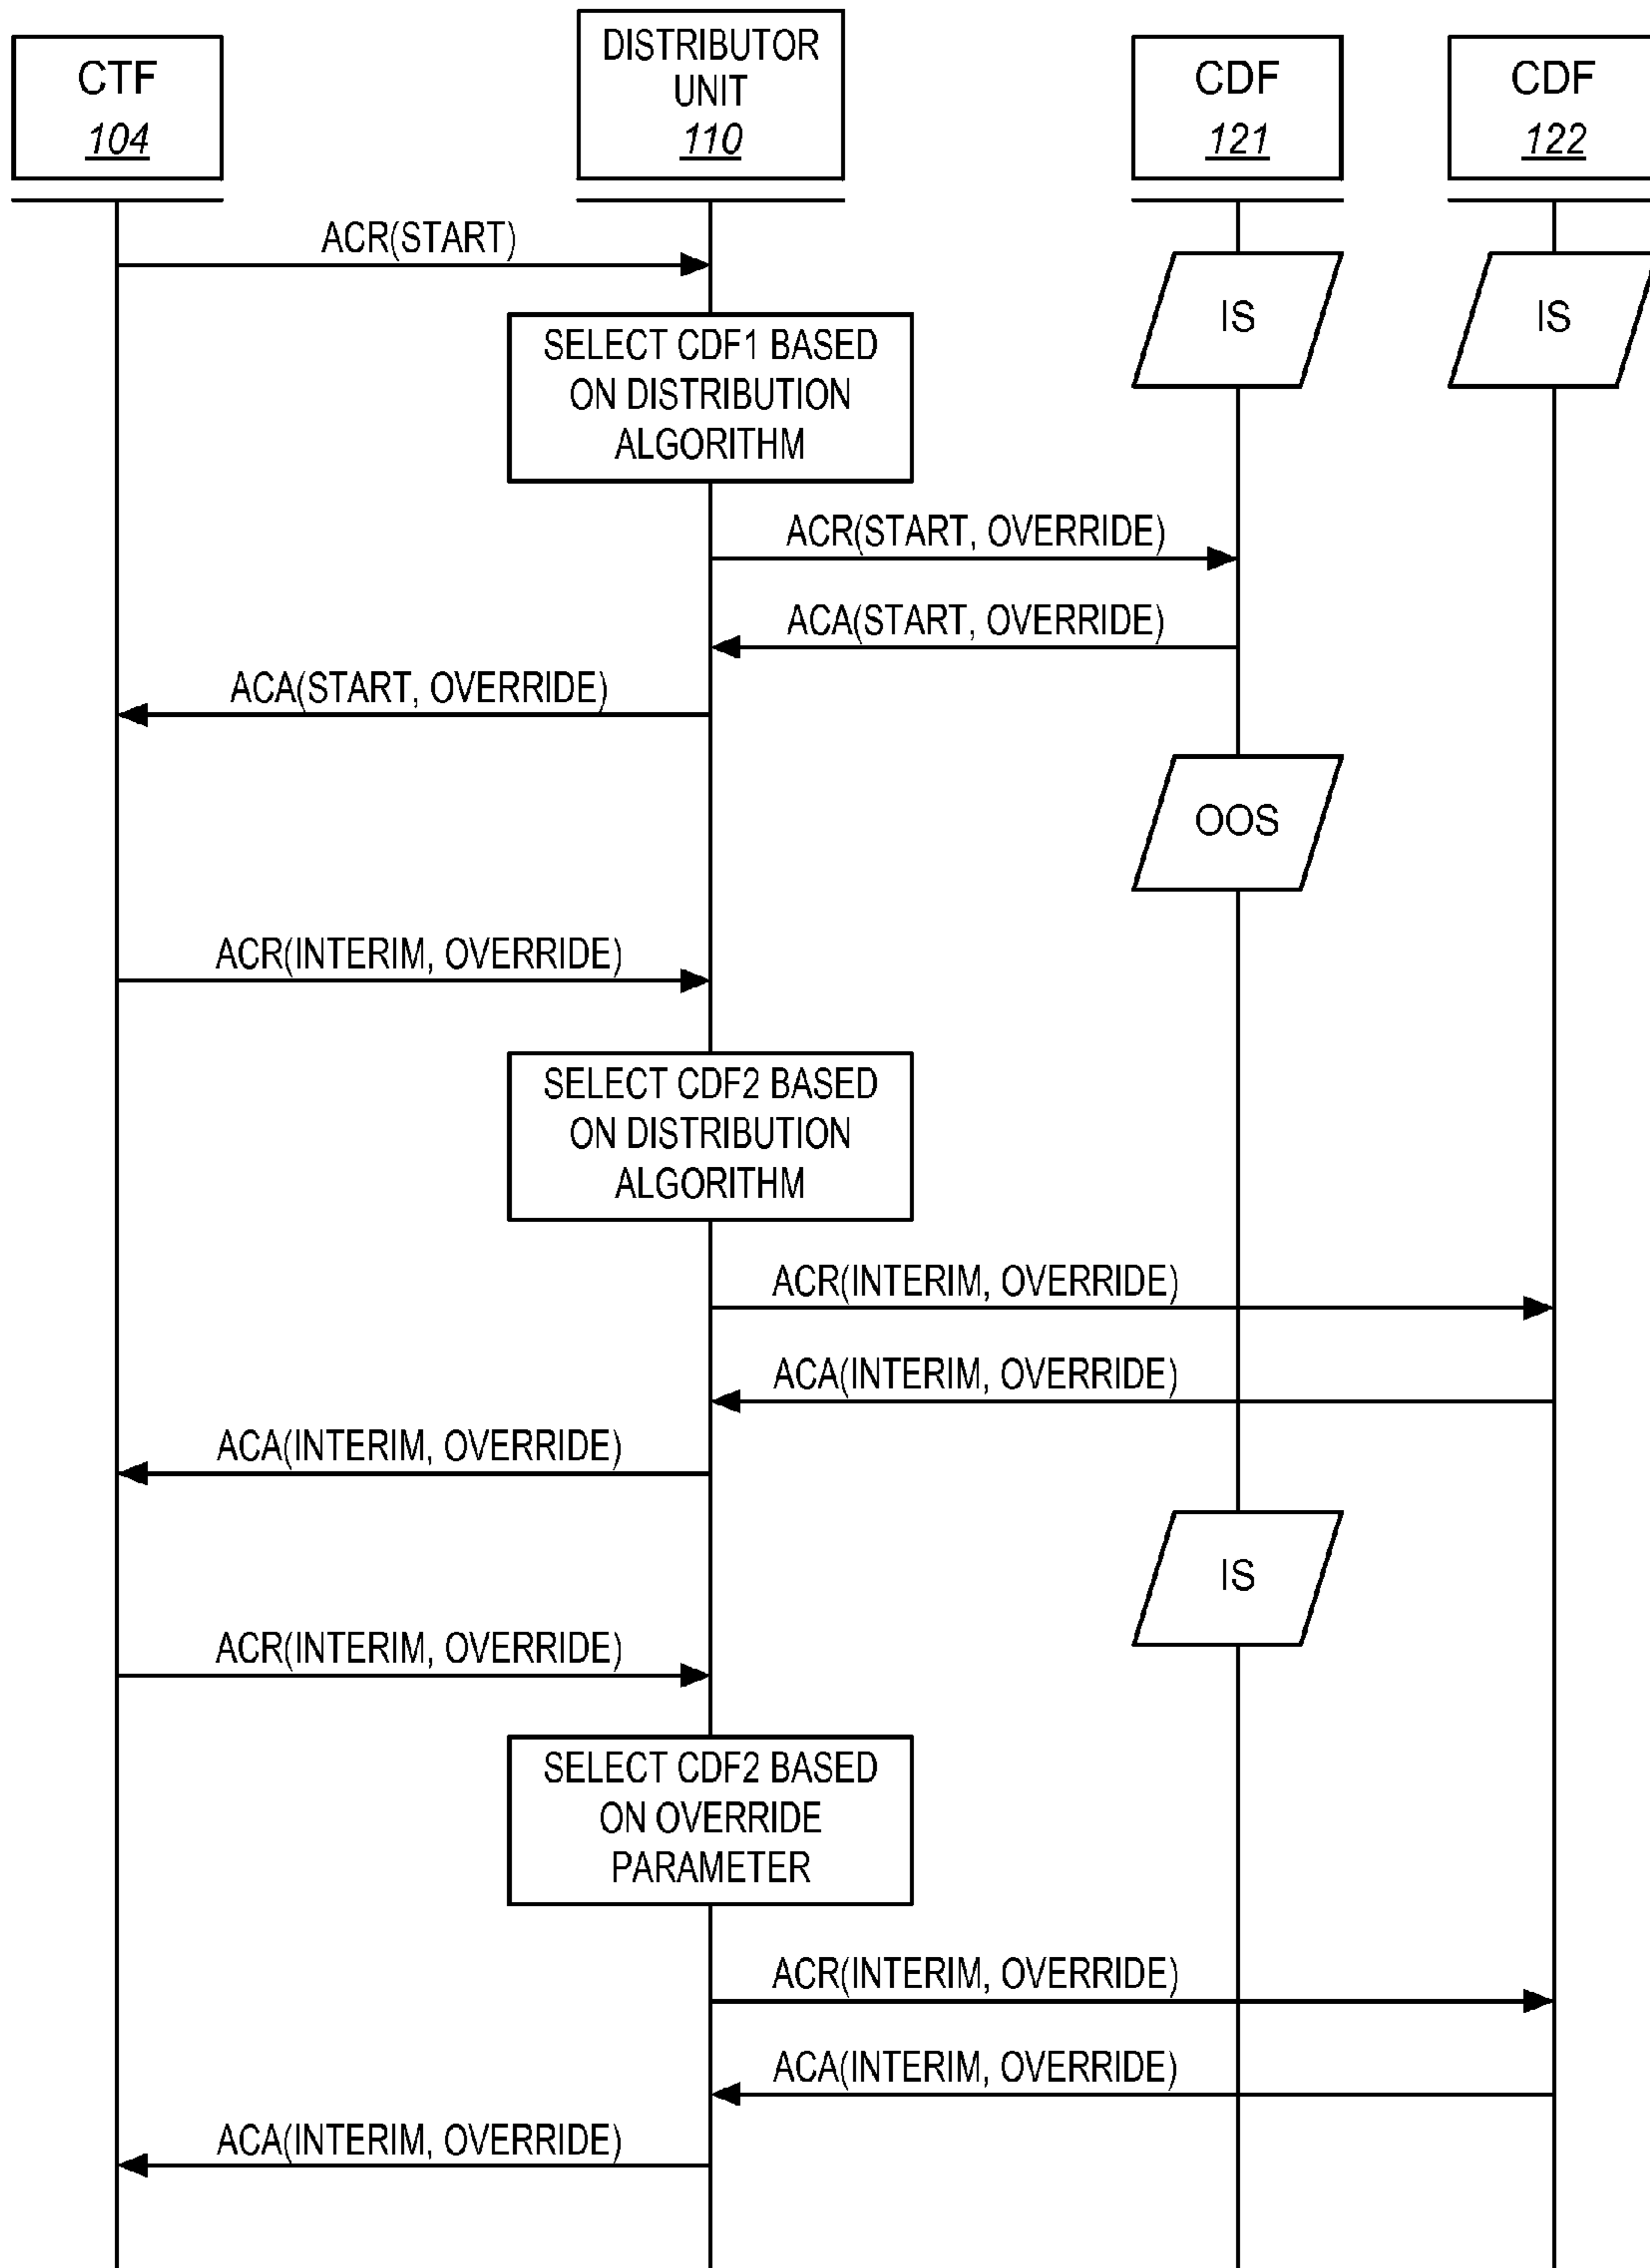 CTF
104
DISTRIBUTOR
UNIT
110
CDF
121
CDF
122
ACR(START)
IS
IS
SELECT CDF1 BASED
ON DISTRIBUTION
ALGORITHM
ACR(START, OVERRIDE)
ACA(START, OVERRIDE)
ACA(START, OVERRIDE)
OOS
ACR(INTERIM, OVERRIDE)
SELECT CDF2 BASED
ON DISTRIBUTION
ALGORITHM
ACR(INTERIM, OVERRIDE)
ACA(INTERIM, OVERRIDE)
ACA(INTERIM, OVERRIDE)
IS
ACR(INTERIM, OVERRIDE)
SELECT CDF2 BASED
ON OVERRIDE
PARAMETER
ACR(INTERIM, OVERRIDE)
ACA(INTERIM, OVERRIDE)
ACA(INTERIM, OVERRIDE)